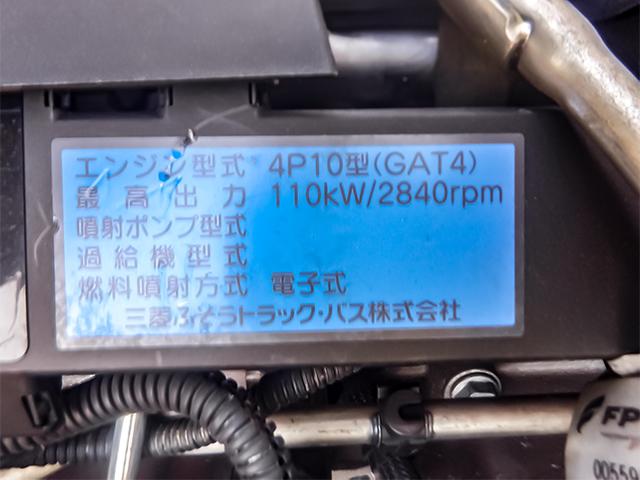 エンジン型式 4P10型(GAT4)
最高出力 110kW/2840rpm
噴射ポンプ型式
過給機型式
燃料噴射方式 電子式
三菱ふそうトラック・バス株式会社
FP
00559